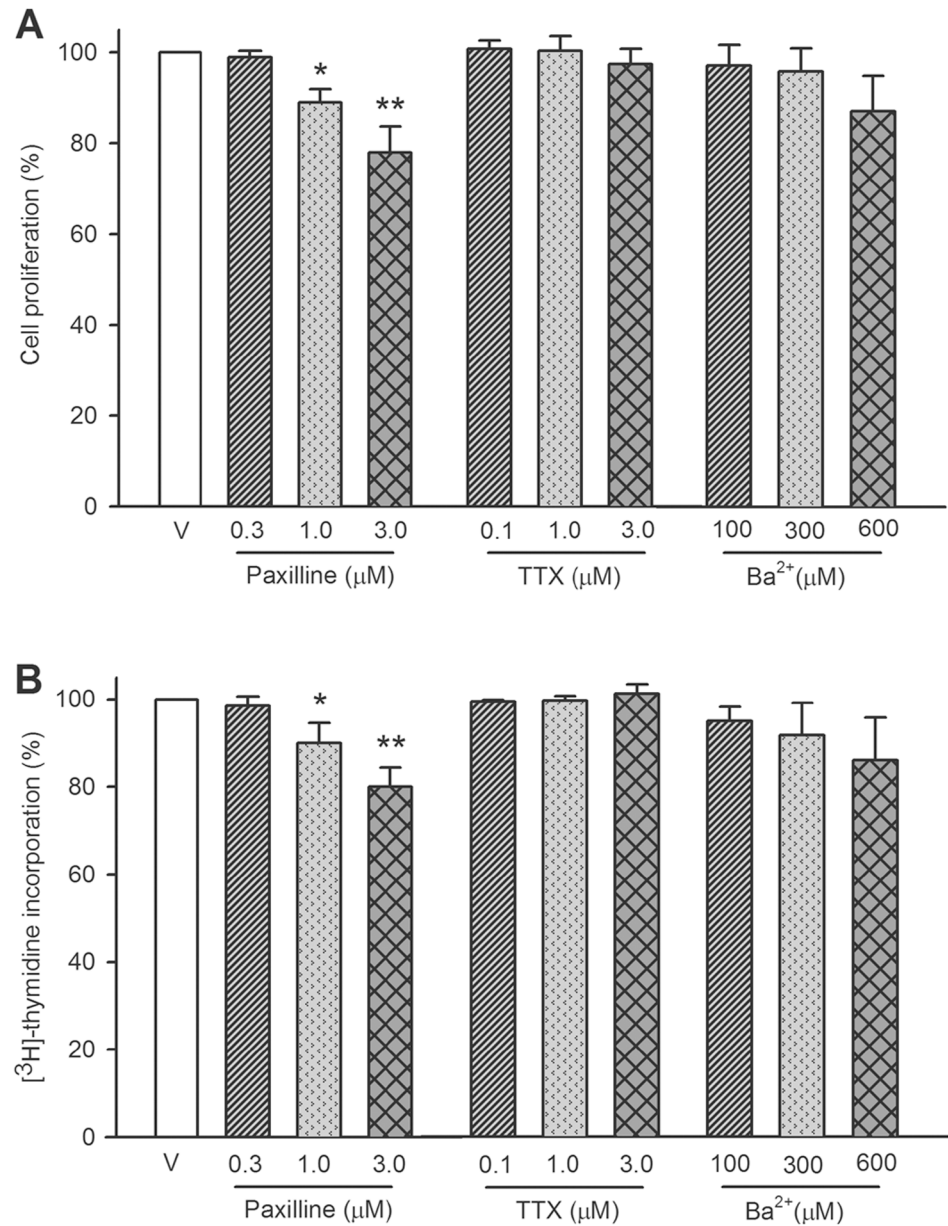 A
Cell proliferation (%)
100
80
60
40
20
0
*
**
V 0.3 1.0 3.0 0.1 1.0 3.0 100 300 600
Paxilline (μM) TTX (μM) Ba²⁺(μM)
B
[³H]-thymidine incorporation (%)
100
80
60
40
20
0
*
**
V 0.3 1.0 3.0 0.1 1.0 3.0 100 300 600
Paxilline (μM) TTX (μM) Ba²⁺(μM)